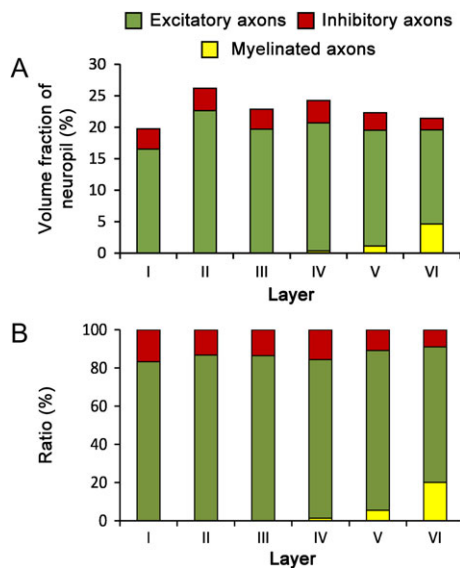 Excitatory axons Inhibitory axons
Myelinated axons
A
Volume fraction of
neuropil (%)
30
25
20
15
10
5
0
I II III IV V VI
Layer
B
Ratio (%)
100
80
60
40
20
0
I II III IV V VI
Layer